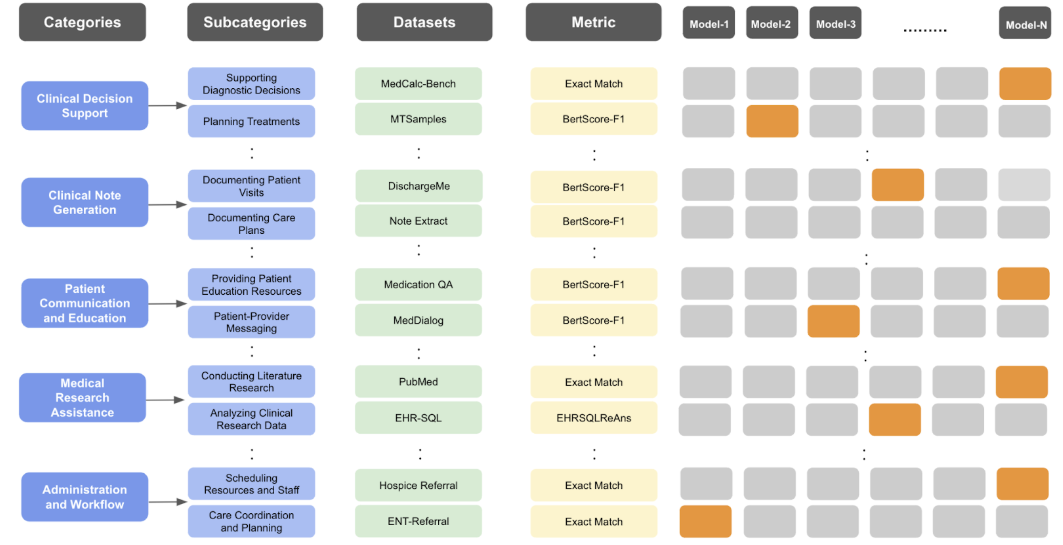 Categories Subcategories Datasets Metric Model-1 Model-2 Model-3 ......... Model-N
Clinical Decision
Support
Supporting
Diagnostic Decisions
MedCalc-Bench
Exact Match
Planning Treatments
MTSamples
BertScore-F1
: : : :
Clinical Note
Generation
Documenting Patient
Visits
DischargeMe
BertScore-F1
Documenting Care
Plans
Note Extract
BertScore-F1
: : : :
Patient
Communication
and Education
Providing Patient
Education Resources
Medication QA
BertScore-F1
Patient-Provider
Messaging
MedDialog
BertScore-F1
: : : :
Medical
Research
Assistance
Conducting Literature
Research
PubMed
Exact Match
Analyzing Clinical
Research Data
EHR-SQL
EHRSQLReAns
: : : :
Administration
and Workflow
Scheduling
Resources and Staff
Hospice Referral
Exact Match
Care Coordination
and Planning
ENT-Referral
Exact Match